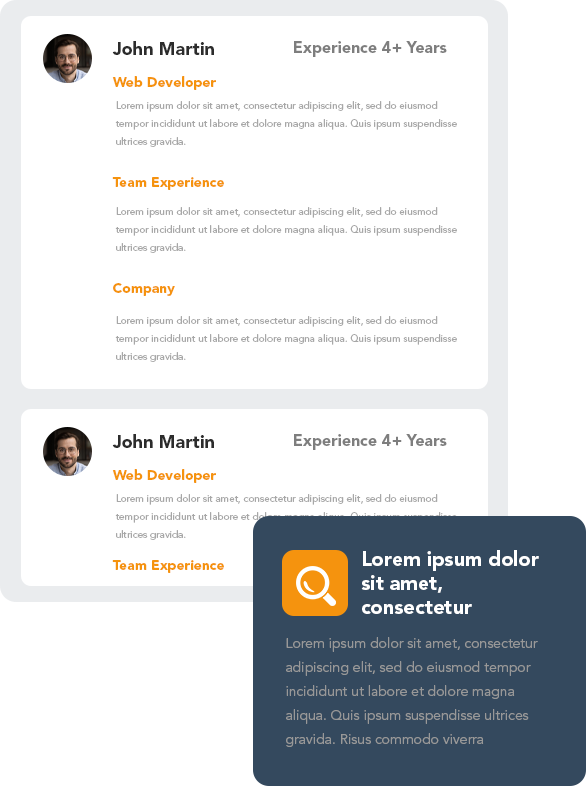 John Martin
Experience 4+ Years
Web Developer
Lorem ipsum dolor sit amet, consectetur adipiscing elit, sed do eiusmod
tempor incididunt ut labore et dolore magna aliqua. Quis ipsum suspendisse
ultrices gravida.
Team Experience
Lorem ipsum dolor sit amet, consectetur adipiscing elit, sed do eiusmod
tempor incididunt ut labore et dolore magna aliqua. Quis ipsum suspendisse
ultrices gravida.
Company
Lorem ipsum dolor sit amet, consectetur adipiscing elit, sed do eiusmod
tempor incididunt ut labore et dolore magna aliqua. Quis ipsum suspendisse
ultrices gravida.
John Martin
Experience 4+ Years
Web Developer
Lorem ipsum dolor sit amet, consectetur adipiscing elit, sed do eiusmod
tempor incididunt ut labore et
ultrices gravida.
Team Experience
Lorem ipsum dolor
sit amet,
consectetur
Lorem ipsum dolor sit amet, consectetur
adipiscing elit, sed do eiusmod tempor
incididunt ut labore et dolore magna
aliqua. Quis ipsum suspendisse ultrices
gravida. Risus commodo viverra